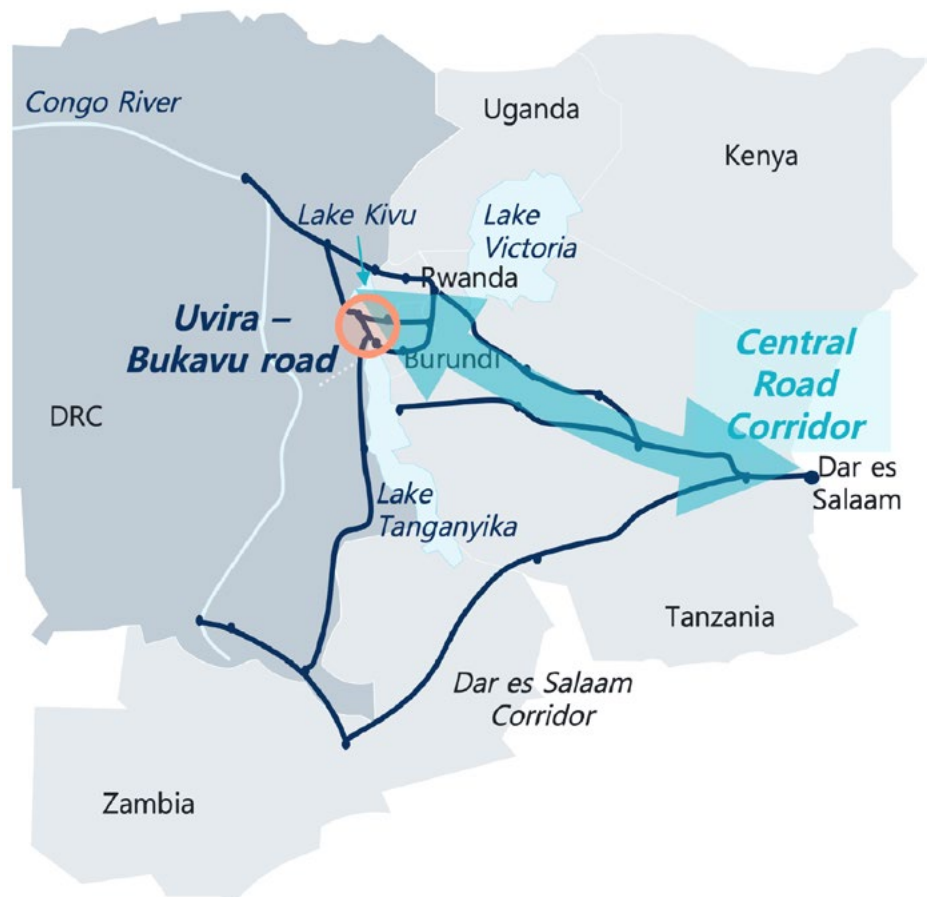 Congo River
Uganda
Kenya
Lake Kivu
Lake
Victoria
Rwanda
Uvira –
Bukavu road
Burundi
Central
Road
Corridor
DRC
Dar es
Salaam
Lake
Tanganyika
Tanzania
Dar es Salaam
Corridor
Zambia